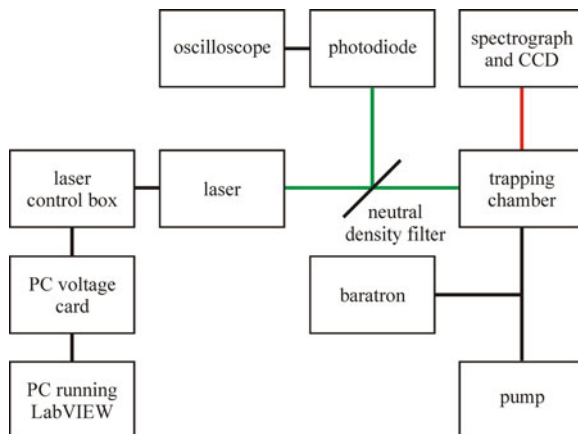 oscilloscope
photodiode
spectrograph
and CCD
laser
control box
laser
trapping
chamber
neutral
density filter
PC voltage
card
baratron
PC running
LabVIEW
pump